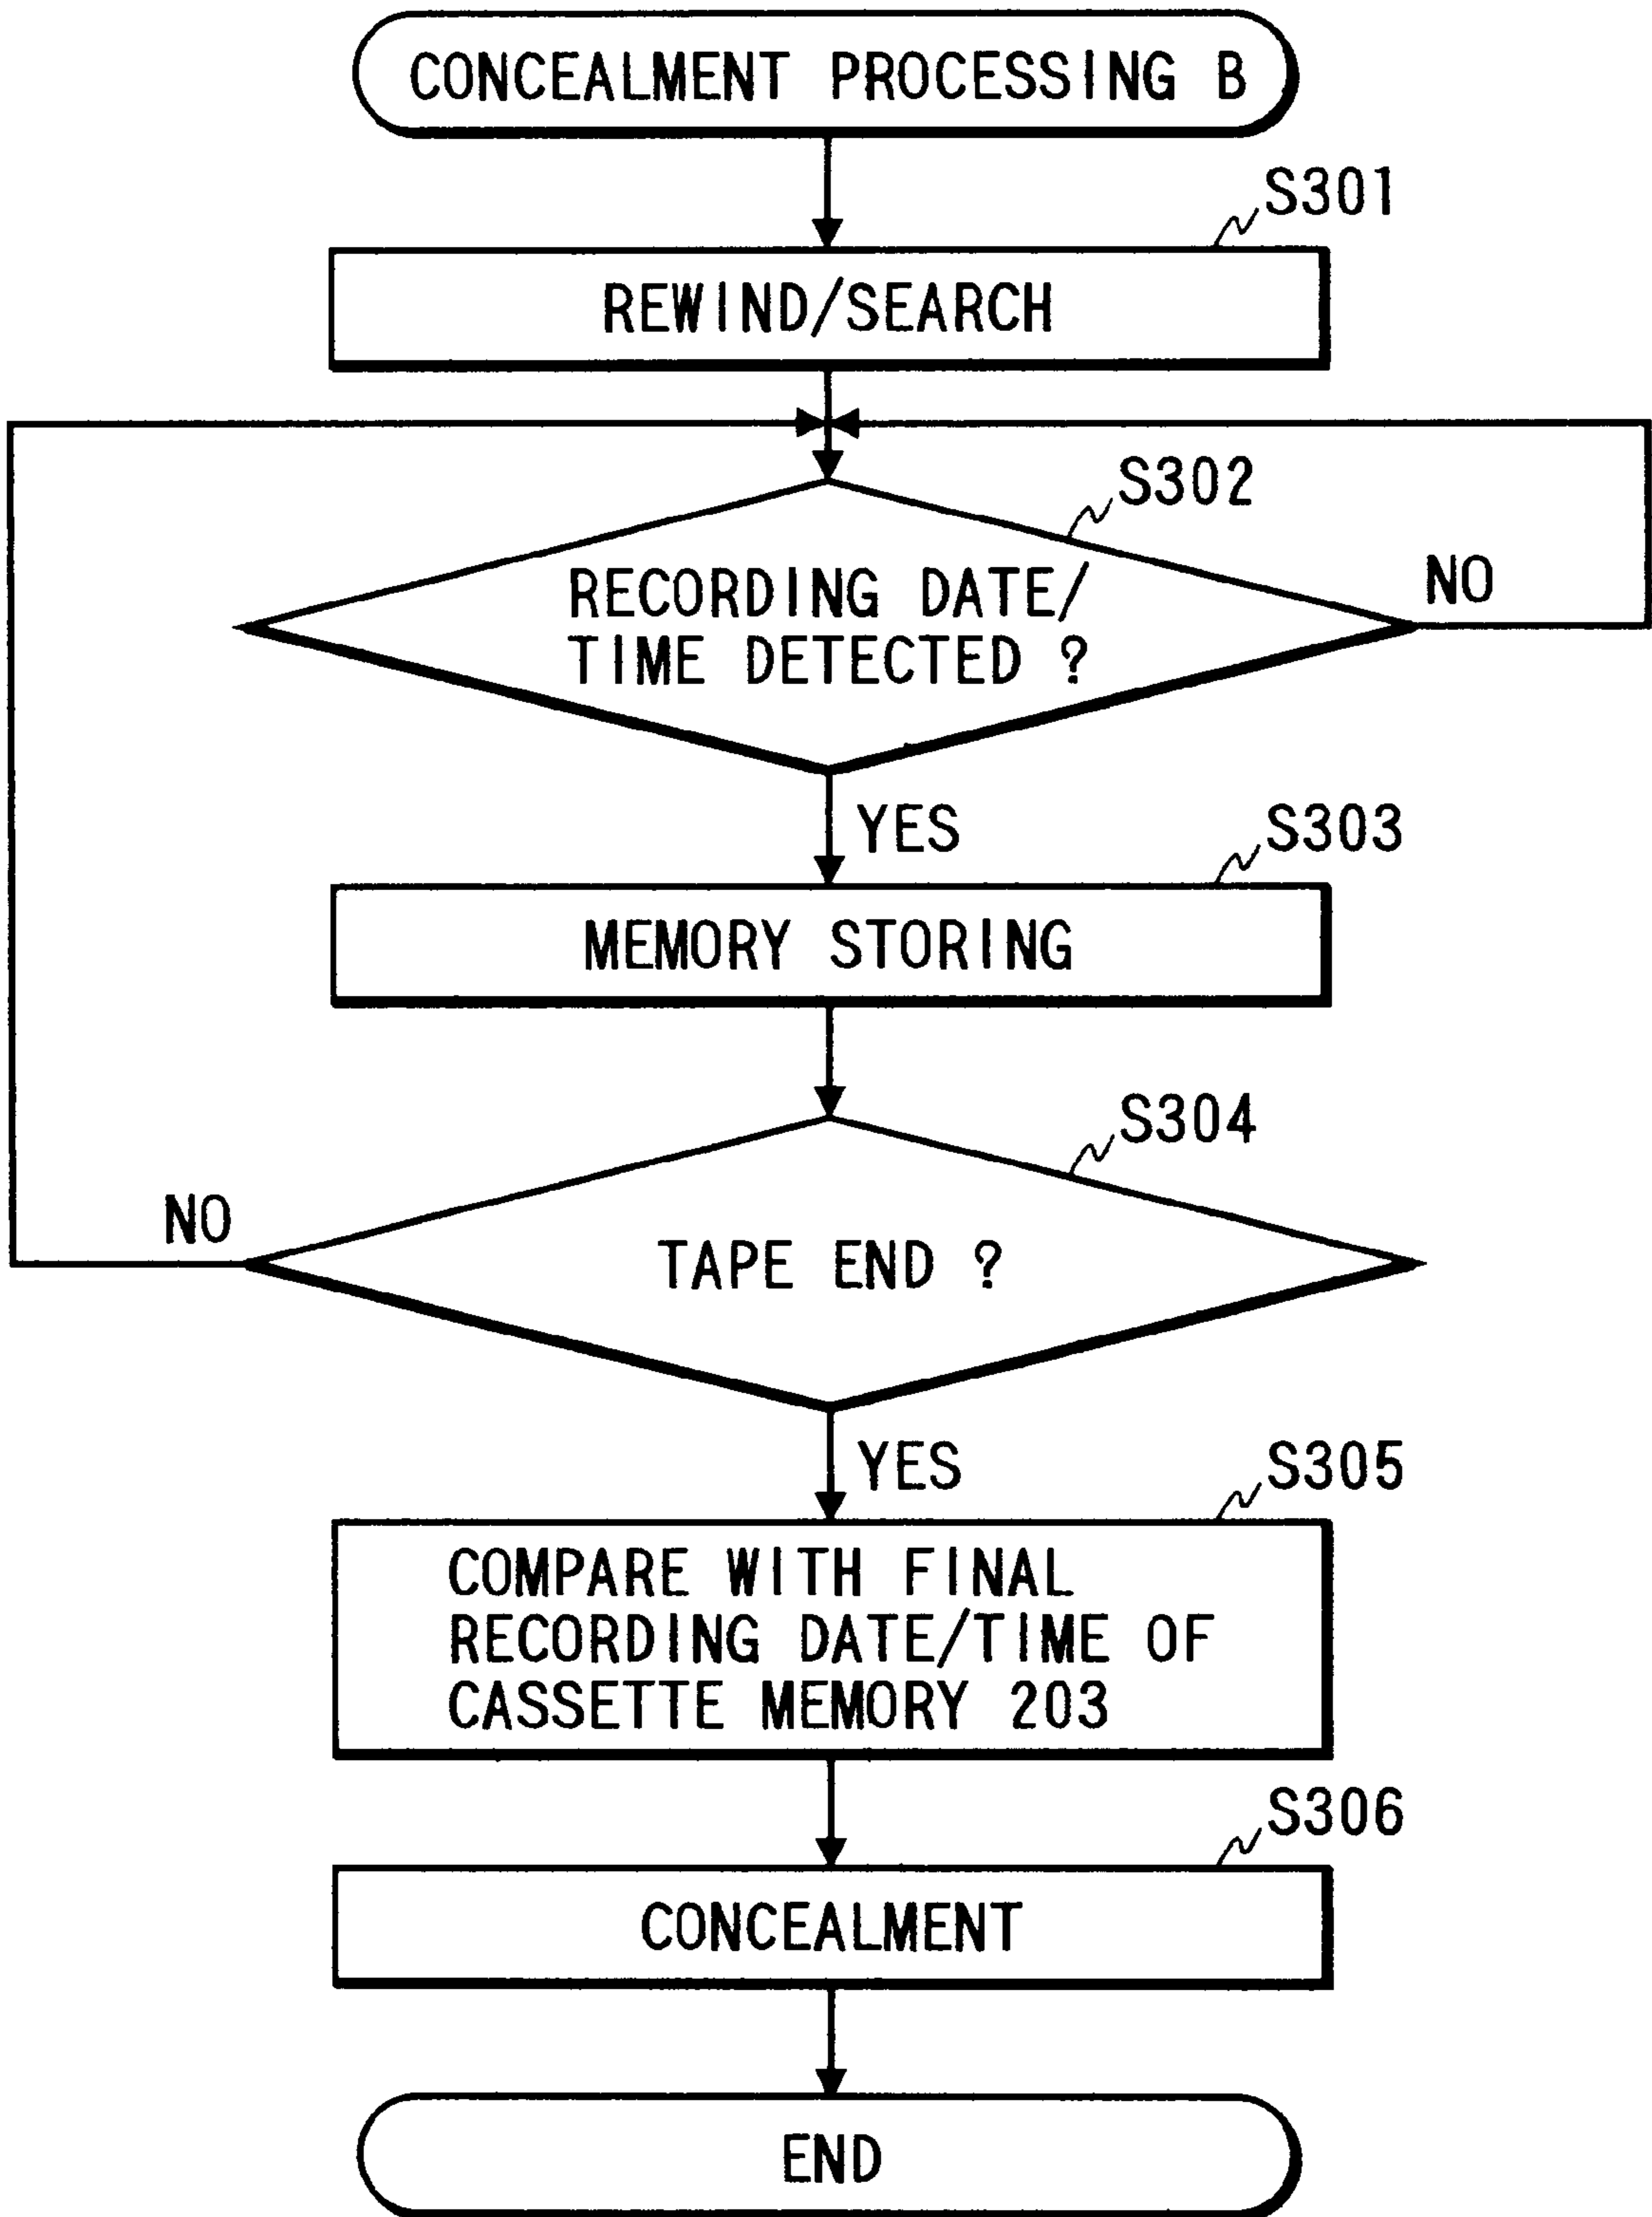 CONCEALMENT PROCESSING B
S301
REWIND/SEARCH
S302
RECORDING DATE/
TIME DETECTED ?
NO
YES
S303
MEMORY STORING
S304
TAPE END ?
NO
YES
S305
COMPARE WITH FINAL
RECORDING DATE/TIME OF
CASSETTE MEMORY 203
S306
CONCEALMENT
END